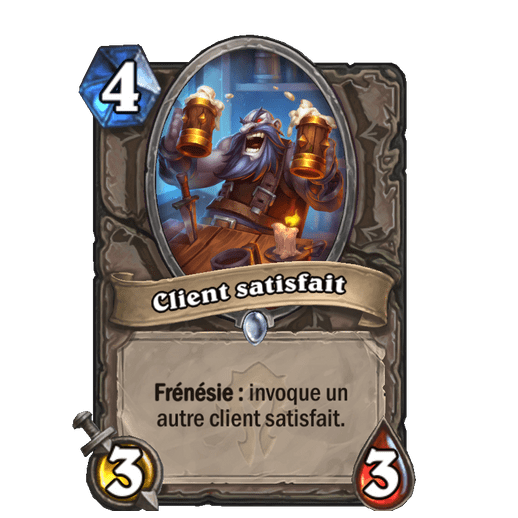 4
Client satisfait
Frénésie : invoque un
autre client satisfait.
3
3